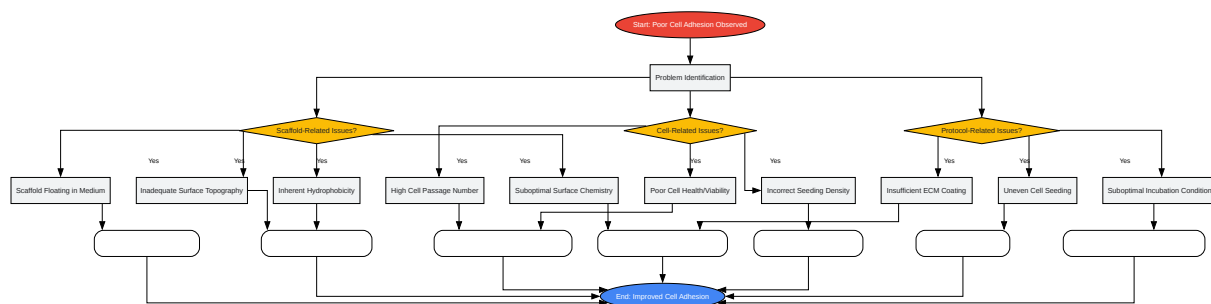 Start: Poor Cell Adhesion Observed
Problem Identification
Scaffold-Related Issues?
Cell-Related Issues?
Protocol-Related Issues?
Yes
Yes
Yes
Yes
Yes
Yes
Yes
Yes
Yes
Yes
Scaffold Floating in Medium
Inadequate Surface Topography
Inherent Hydrophobicity
High Cell Passage Number
Suboptimal Surface Chemistry
Poor Cell Health/Viability
Incorrect Seeding Density
Insufficient ECM Coating
Uneven Cell Seeding
Suboptimal Incubation Conditions
End: Improved Cell Adhesion